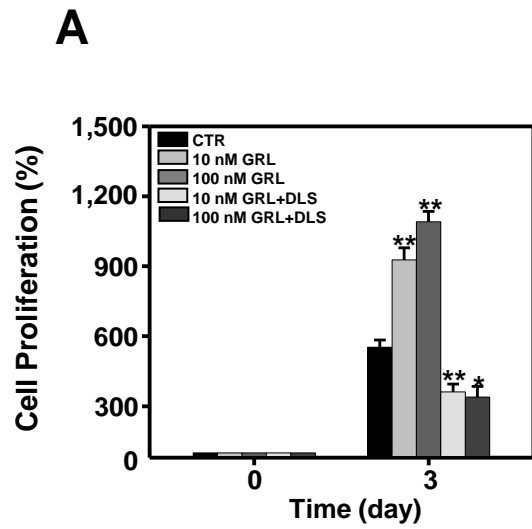 A
1,500
1,200
900
600
300
0
Cell Proliferation (%)
CTR
10 nM GRL
100 nM GRL
10 nM GRL+DLS
100 nM GRL+DLS
**
**
**
*
0
3
Time (day)